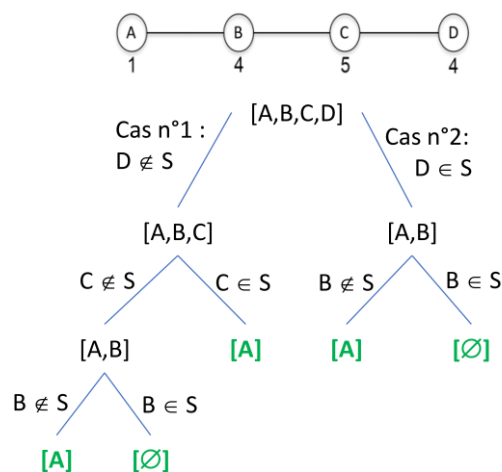 A B C D
1 4 5 4
Cas n°1 : [A,B,C,D] Cas n°2:
D ∉ S D ∈ S
[A,B,C] [A,B]
C ∉ S C ∈ S B ∉ S B ∈ S
[A,B] [A] [A] [∅]
B ∉ S B ∈ S
[A] [∅]